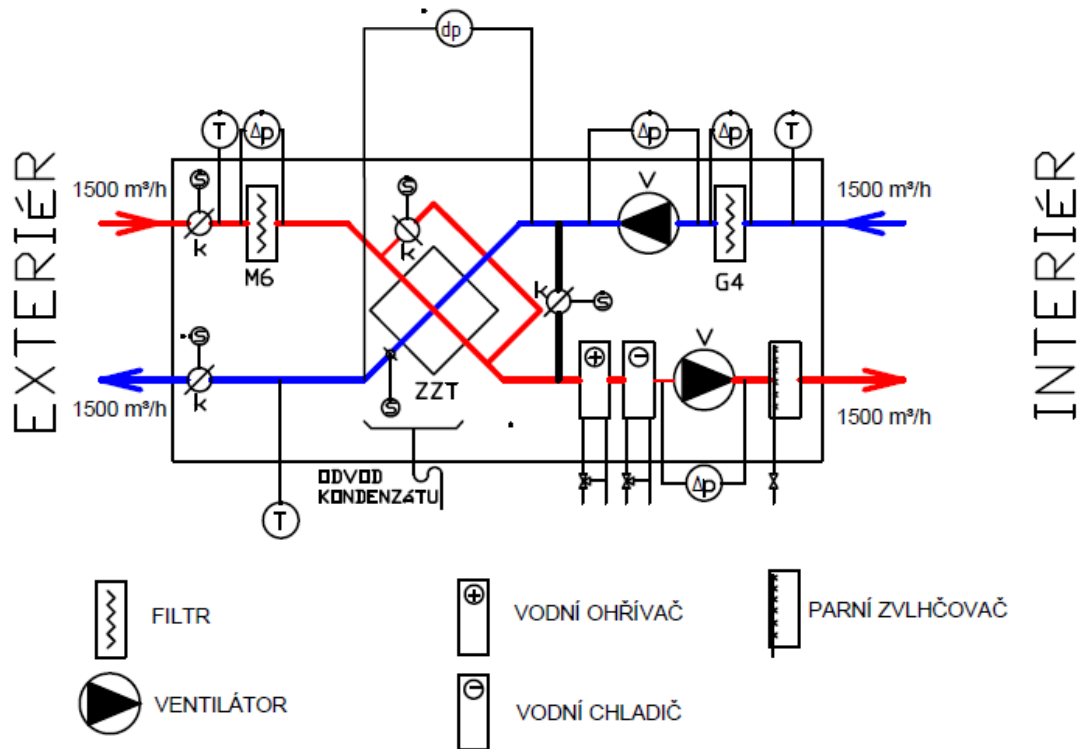 dp
T
Δp
Δp
Δp
T
EXTERIÉR
INTERIÉR
1500 m³/h
S
S
V
1500 m³/h
k
k
M6
G4
k
S
S
V
+
−
k
ZZT
1500 m³/h
S
1500 m³/h
ODVOD
KONDENZÁTU
Δp
T
FILTR
+
VODNÍ OHŘÍVAČ
PARNÍ ZVLHČOVAČ
VENTILÁTOR
−
VODNÍ CHLADIČ